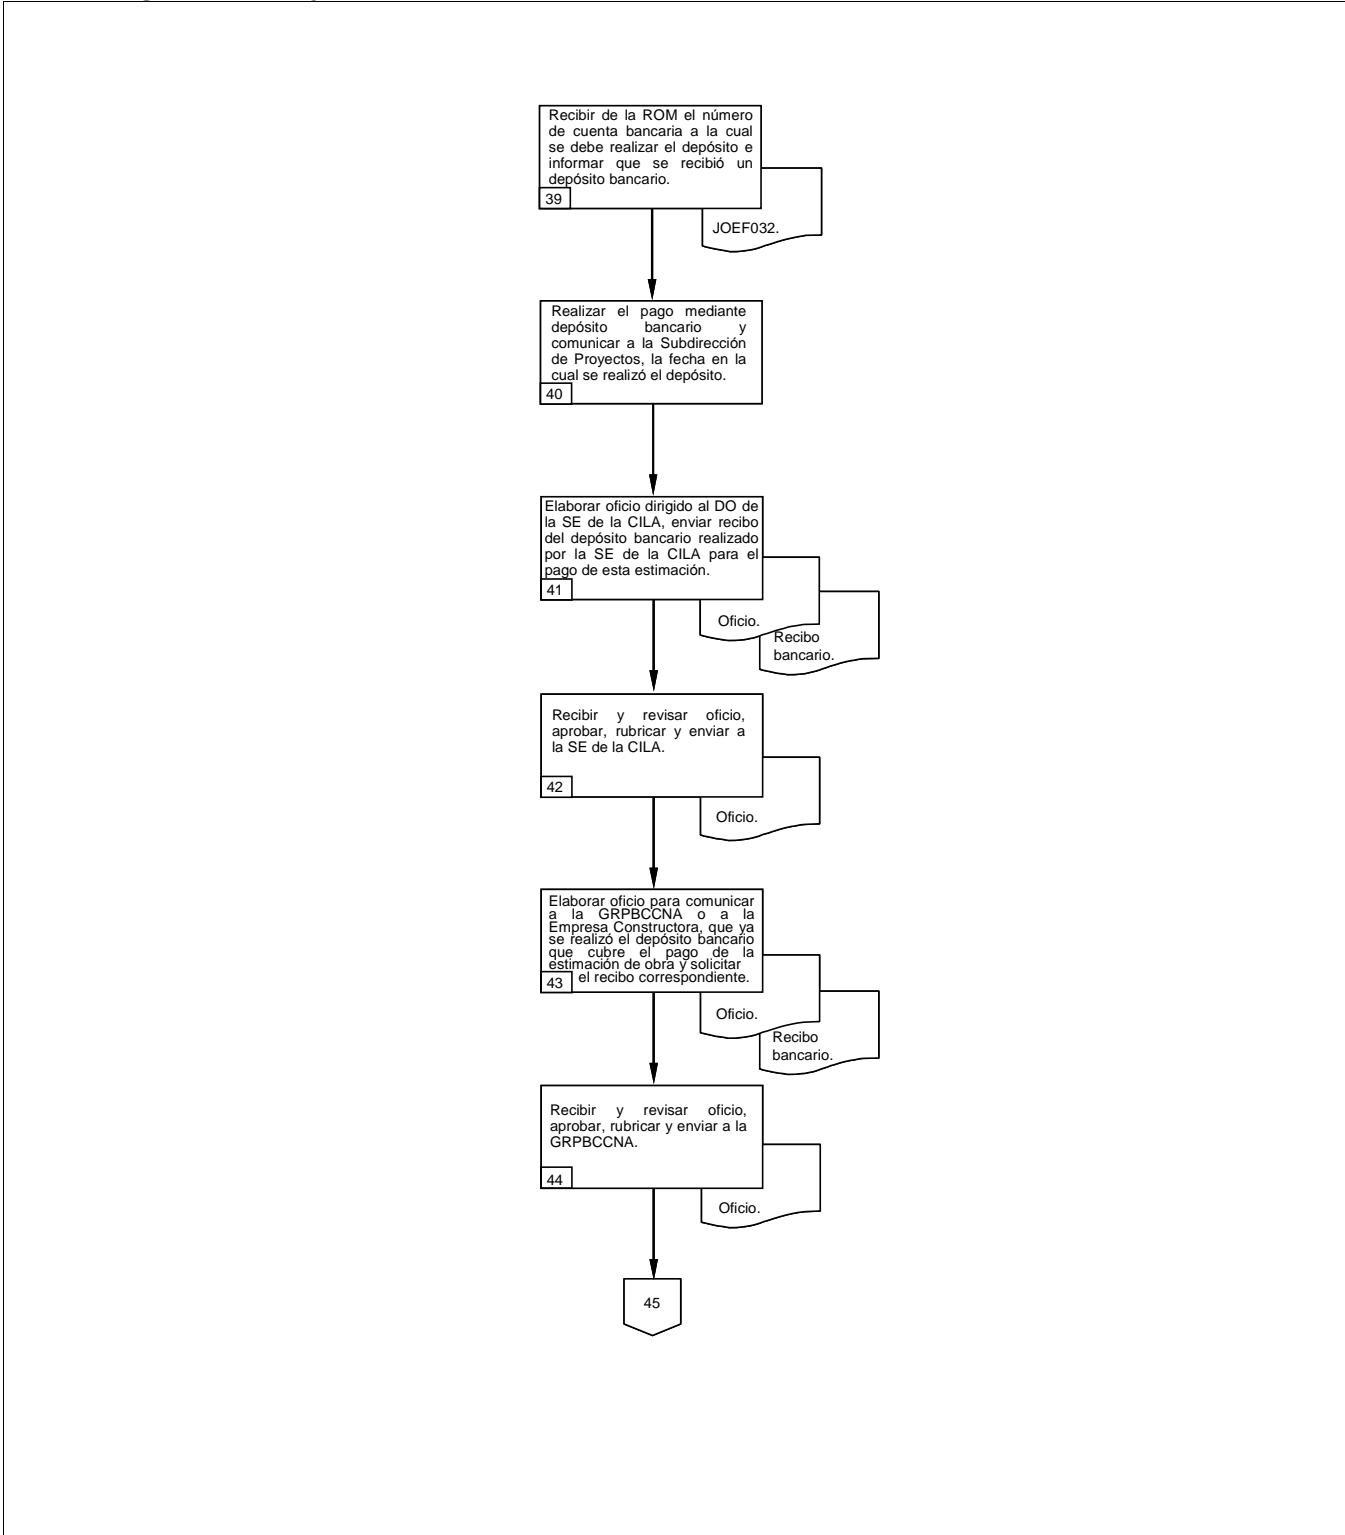 Recibir de la ROM el número
de cuenta bancaria a la cual
se debe realizar el depósito e
informar que se recibió un
depósito bancario.
39
JOEF032.
Realizar el pago mediante
depósito bancario y
comunicar a la Subdirección
de Proyectos, la fecha en la
cual se realizó el depósito.
40
Elaborar oficio dirigido al DO de
la SE de la CILA, enviar recibo
del depósito bancario realizado
por la SE de la CILA para el
pago de esta estimación.
41
Oficio.
Recibo
bancario.
Recibir y revisar oficio,
aprobar, rubricar y enviar a
la SE de la CILA.
42
Oficio.
Elaborar oficio para comunicar
a la GRPBCCNA o a la
Empresa Constructora, que ya
se realizó el depósito bancario
que cubre el pago de la
estimación de obra y solicitar
el recibo correspondiente.
43
Oficio.
Recibo
bancario.
Recibir y revisar oficio,
aprobar, rubricar y enviar a la
GRPBCCNA.
44
Oficio.
45